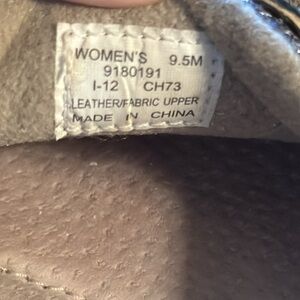 WOMEN'S 9.5M
9180191
I-12 CH73
LEATHER/FABRIC UPPER
MADE IN CHINA